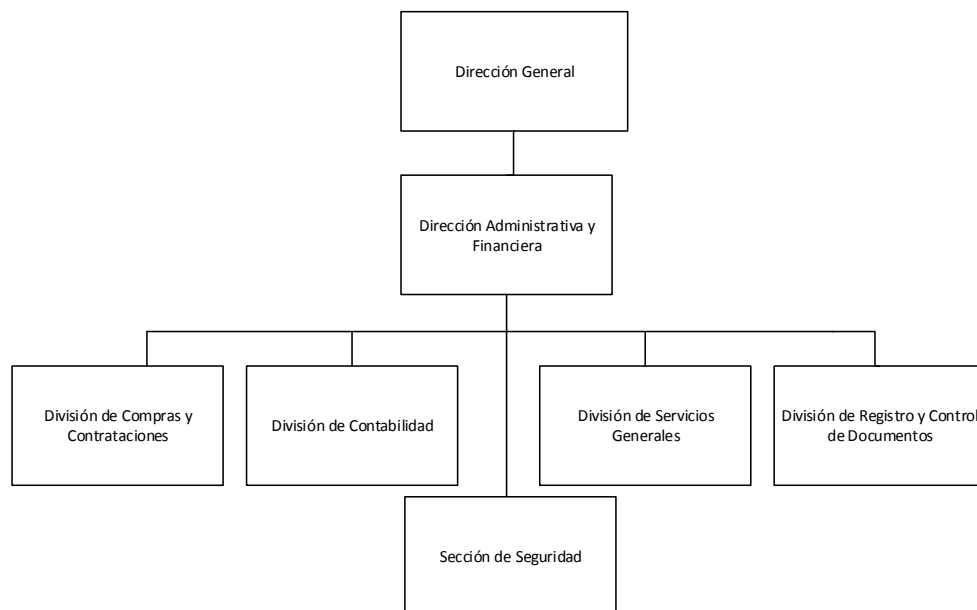 Dirección General
Dirección Administrativa y
Financiera
División de Compras y
Contrataciones
División de Contabilidad
División de Servicios
Generales
División de Registro y Control
de Documentos
Sección de Seguridad